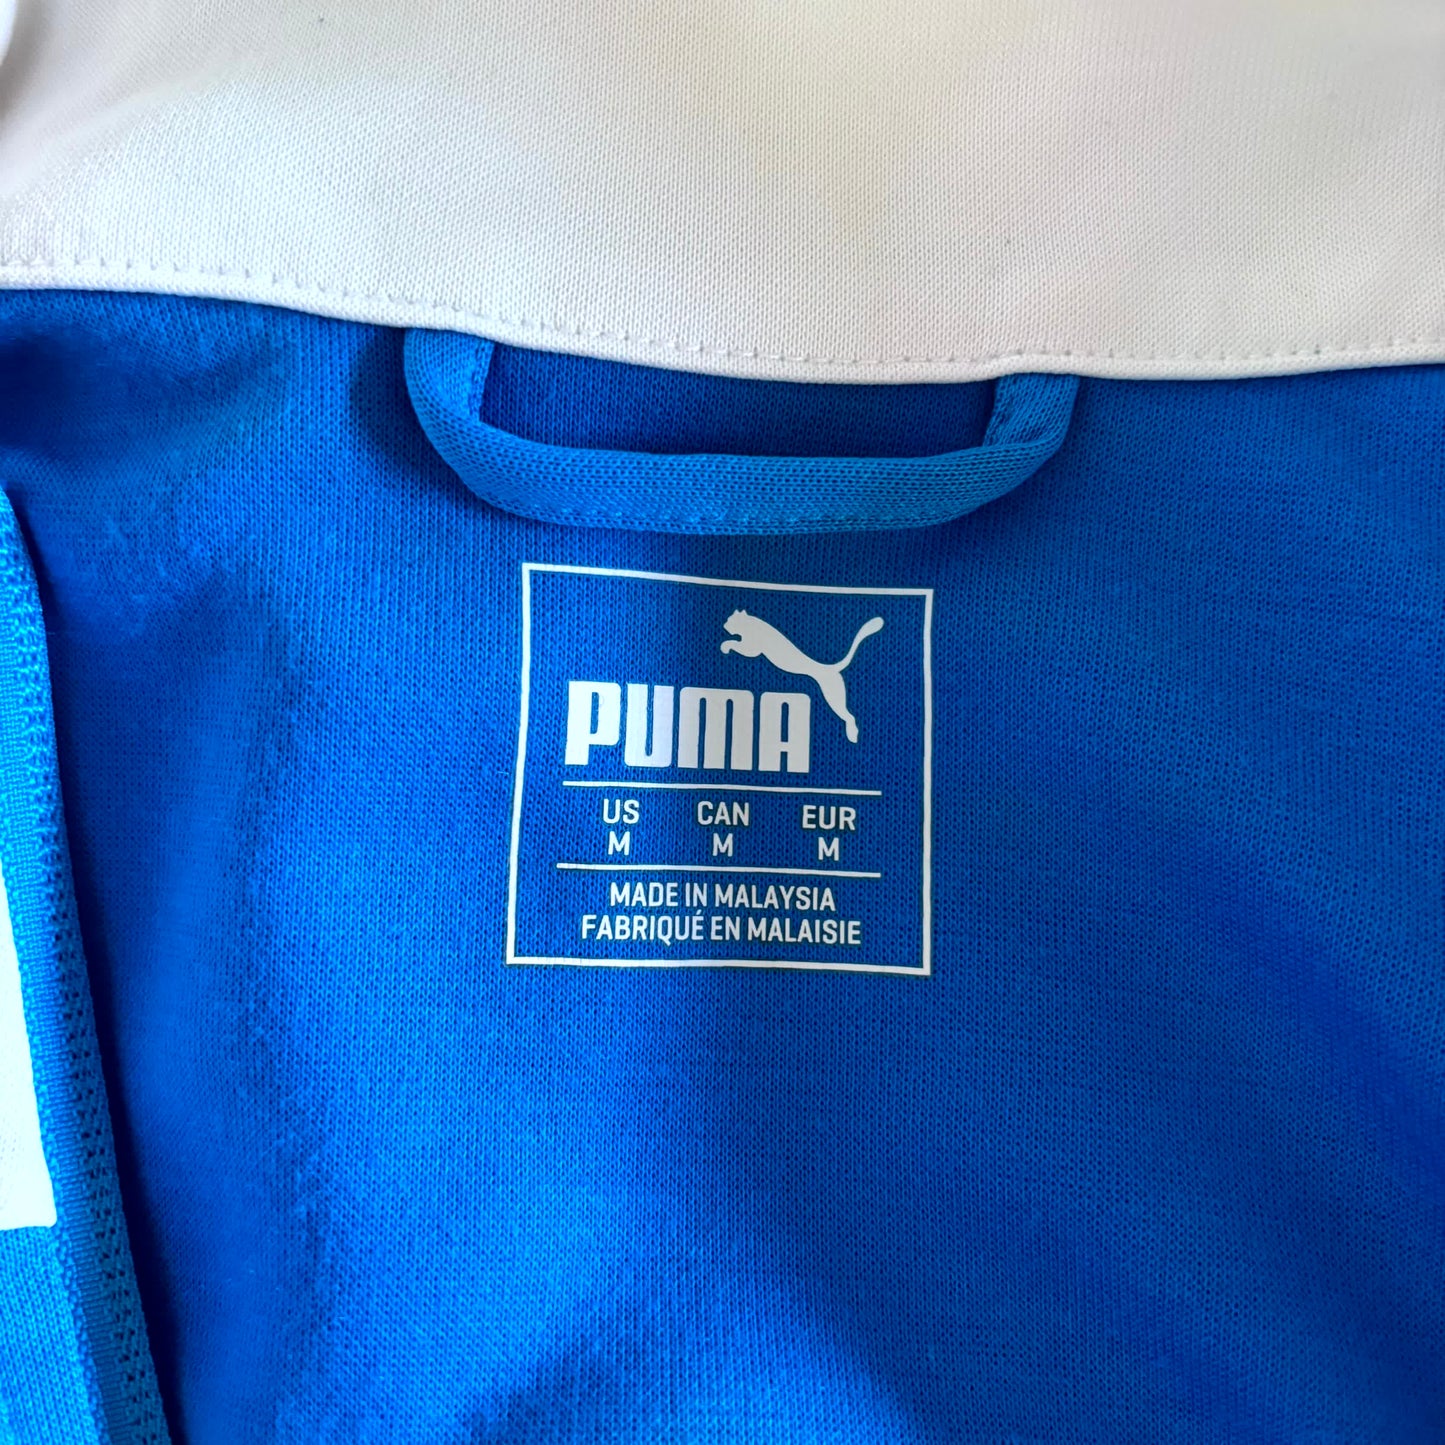 PUMA
US CAN EUR
M M M
MADE IN MALAYSIA
FABRIQUÉ EN MALAISIE